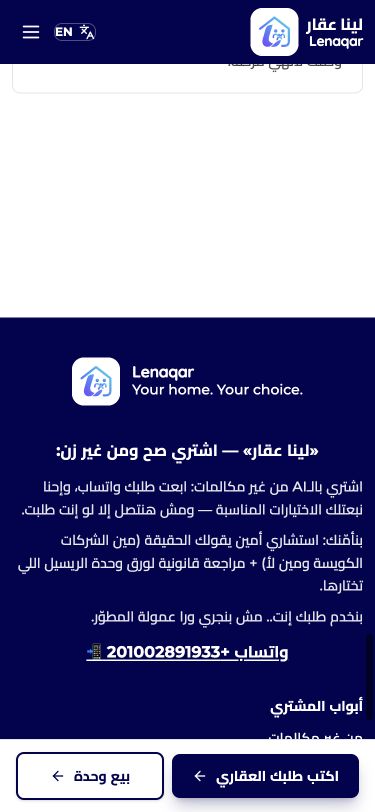 لينا عقار
Lenaqar
EN
Lenaqar
Your home. Your choice.
«لينا عقار» — اشتري صح ومن غير زن:
اشتري بالـAI من غير مكالمات: ابعت طلبك واتساب، وإحنا
نبعتلك الاختيارات المناسبة — ومش هنتصل إلا لو إنت طلبت.
بنأمّنك: استشاري أمين يقولك الحقيقة (مين الشركات
الكويسة ومين لأ) + مراجعة قانونية لورق وحدة الريسيل اللي
تختارها.
بنخدم طلبك إنت.. مش بنجري ورا عمولة المطوّر.
واتساب +201002891933 📲
أبواب المشتري
من غير مكالمات
اكتب طلبك العقاري ←
بيع وحدة ←